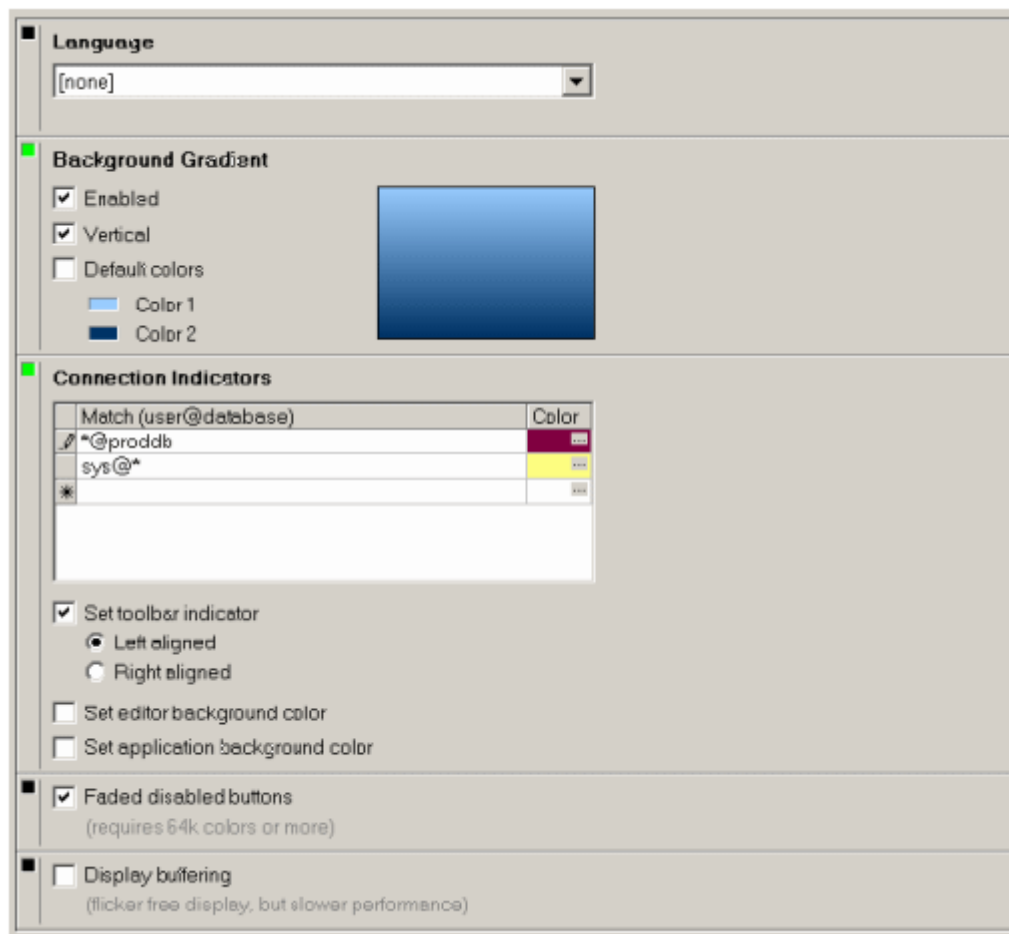 Language
[none]
Background Gradient
Enabled
Vertical
Default colors
Color 1
Color 2
Connection Indicators
Match (user@database) Color
*@proddb ...
sys@* ...
...
Set toolbar indicator
Left aligned
Right aligned
Set editor background color
Set application background color
Faded disabled buttons
(requires 64k colors or more)
Display buffering
(flicker free display, but slower performance)